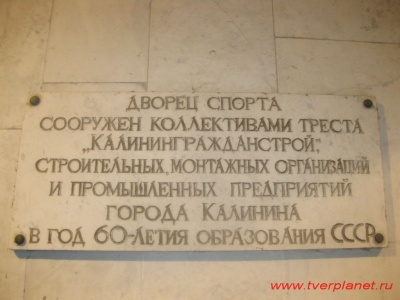 ДВОРЕЦ СПОРТА
СООРУЖЕН КОЛЛЕКТИВАМИ ТРЕСТА
„КАЛИНИНГРАЖДАНСТРОЙ",
СТРОИТЕЛЬНЫХ, МОНТАЖНЫХ ОРГАНИЗАЦИЙ
И ПРОМЫШЛЕННЫХ ПРЕДПРИЯТИЙ
ГОРОДА КАЛИНИНА
В ГОД 60-ЛЕТИЯ ОБРАЗОВАНИЯ СССР
www.tverplanet.ru